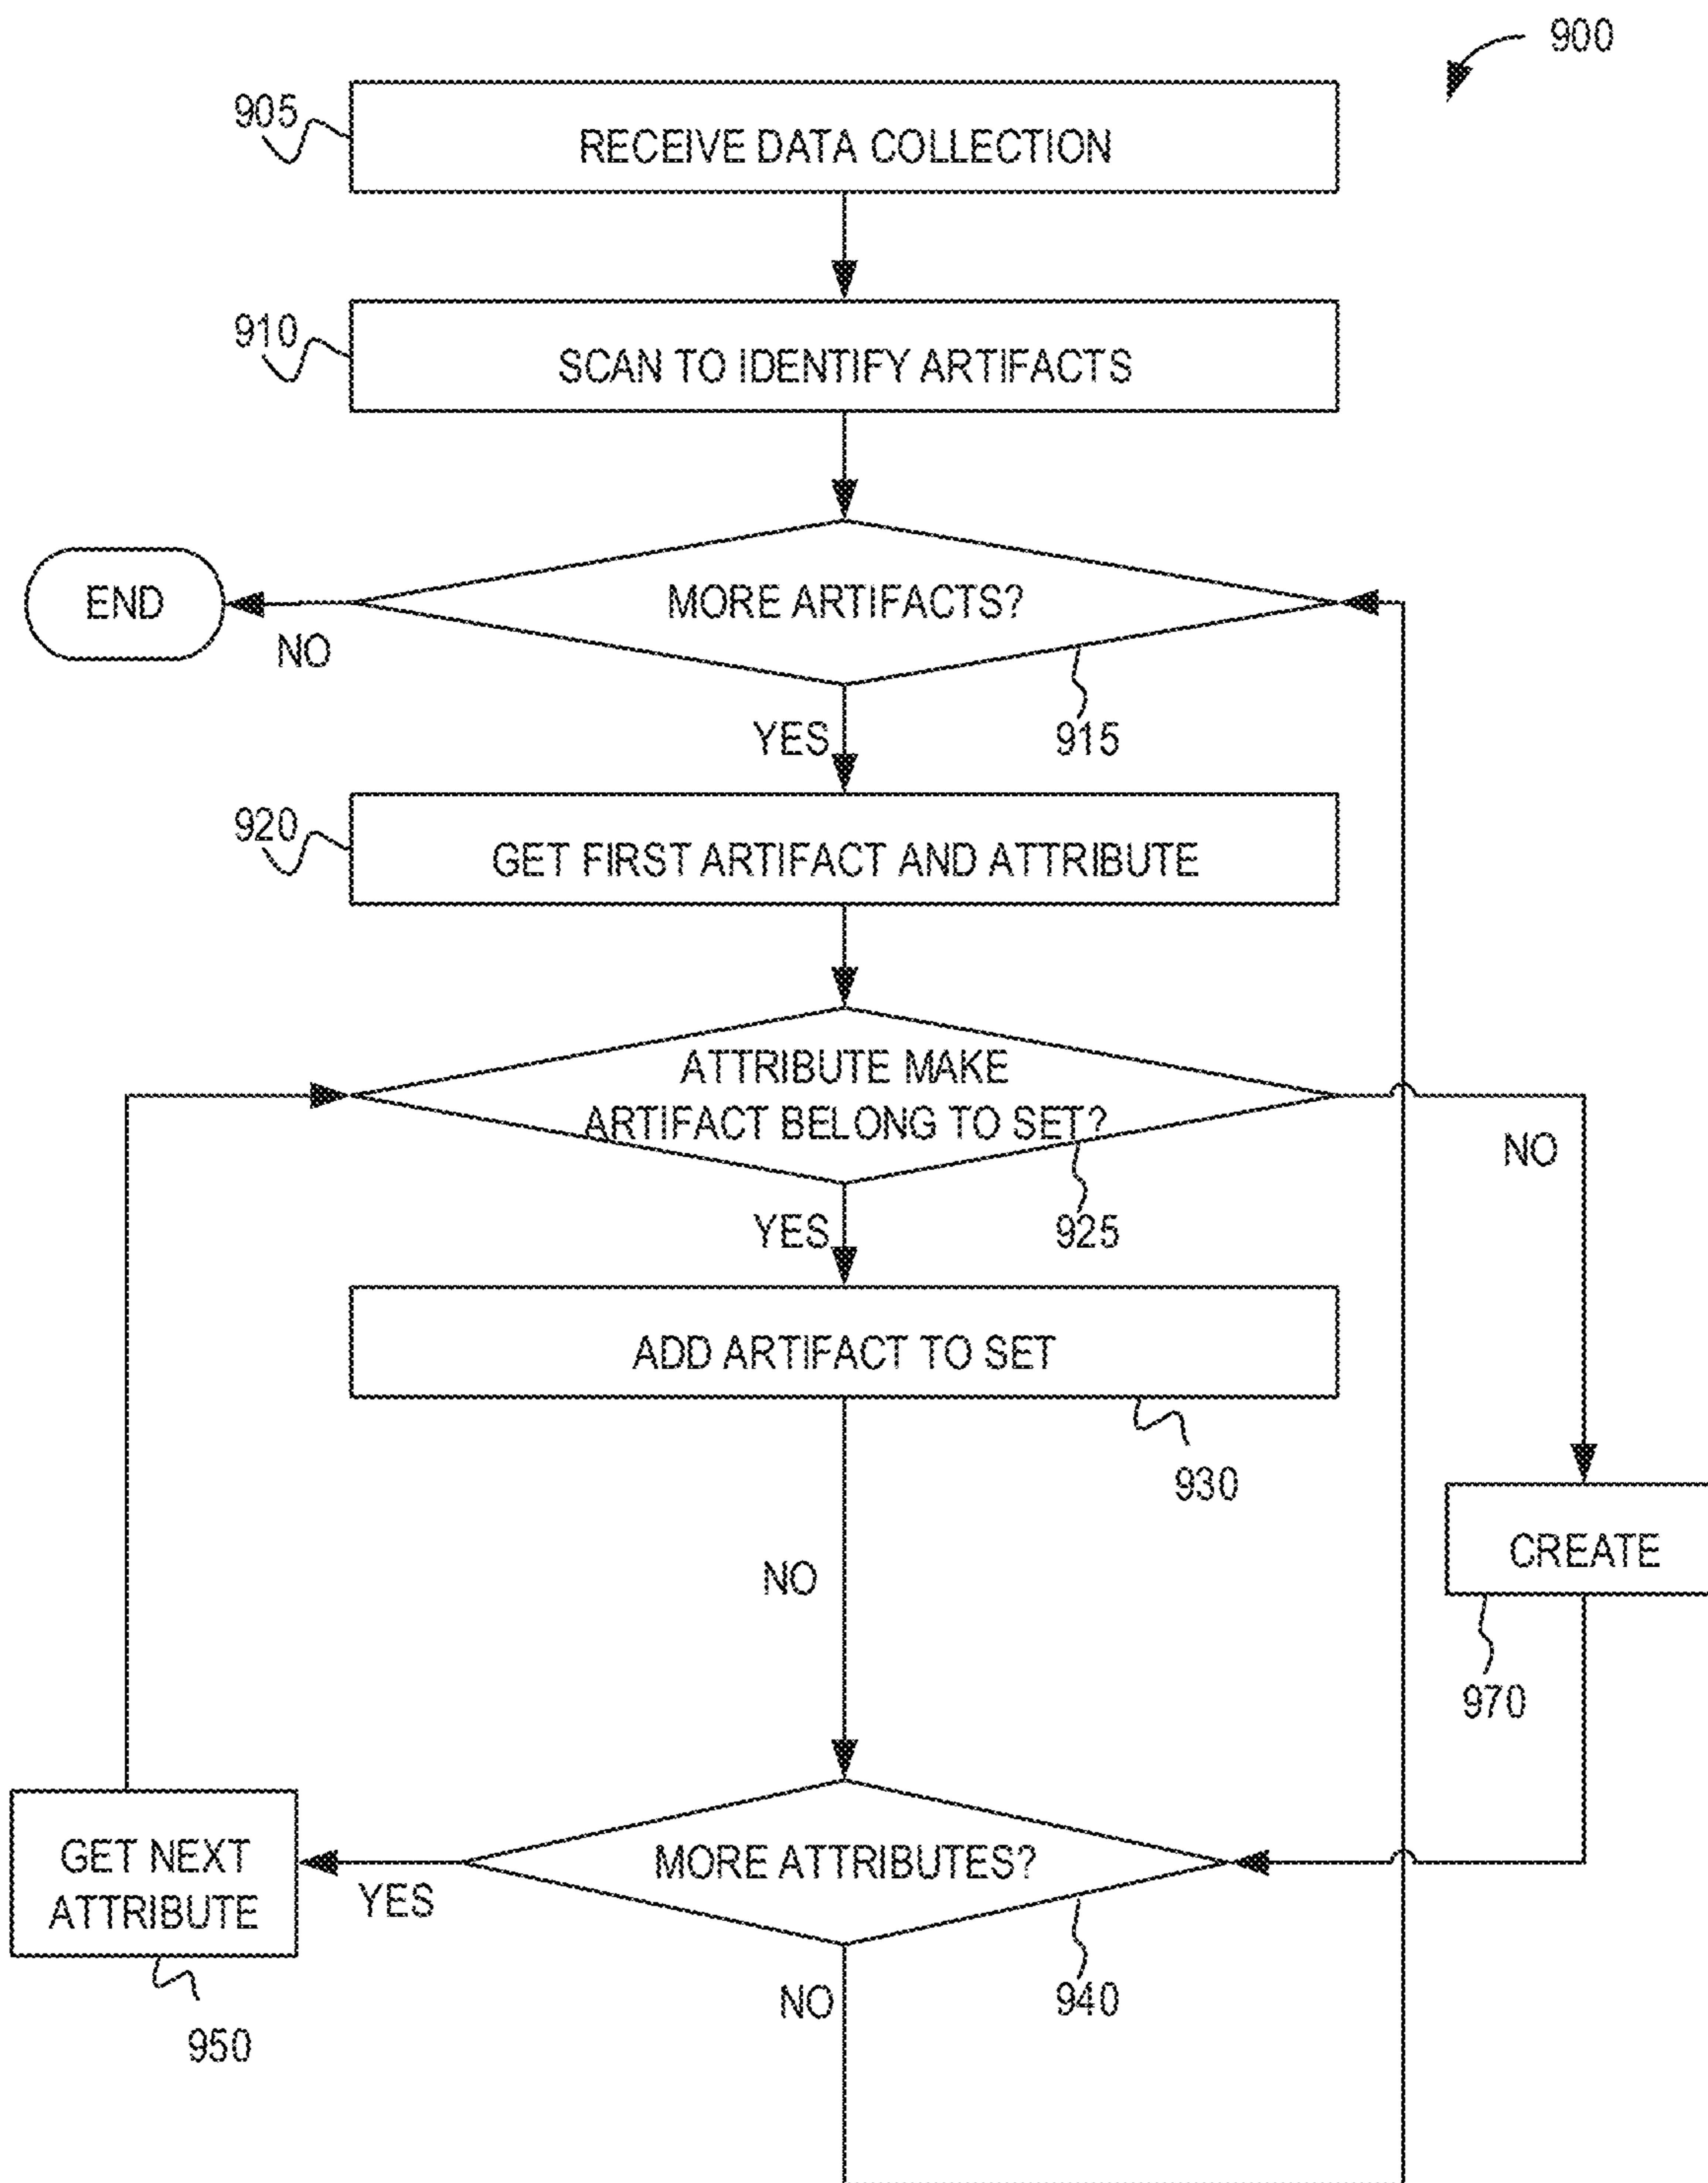 900
905
RECEIVE DATA COLLECTION
910
SCAN TO IDENTIFY ARTIFACTS
END
NO
MORE ARTIFACTS?
915
YES
920
GET FIRST ARTIFACT AND ATTRIBUTE
ATTRIBUTE MAKE
ARTIFACT BELONG TO SET?
NO
925
YES
ADD ARTIFACT TO SET
930
NO
CREATE
970
GET NEXT
ATTRIBUTE
YES
MORE ATTRIBUTES?
940
NO
950